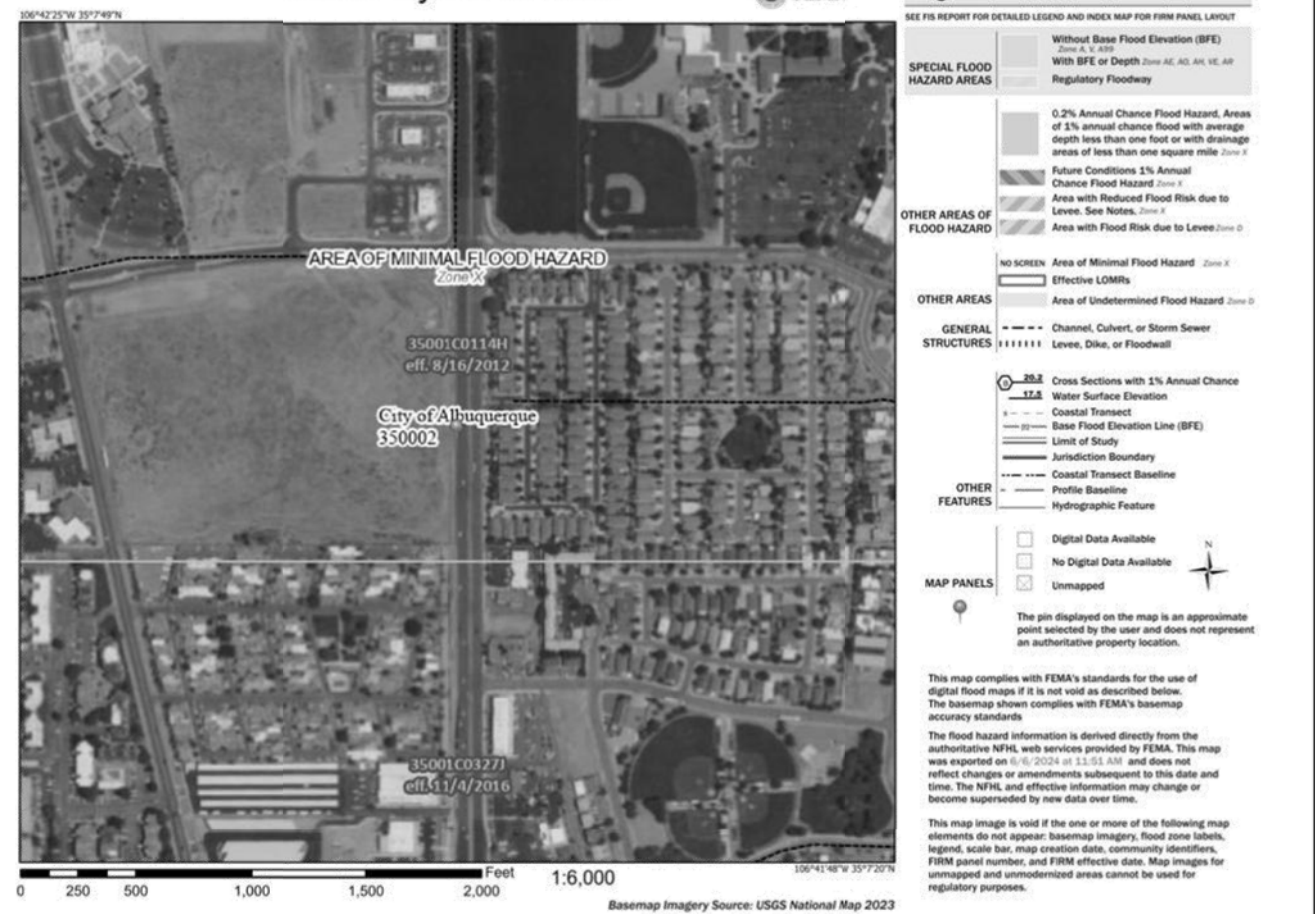 106°42'25"W 35°7'49"N
SEE FIS REPORT FOR DETAILED LEGEND AND INDEX MAP FOR FIRM PANEL LAYOUT
SPECIAL FLOOD
HAZARD AREAS
Without Base Flood Elevation (BFE)
Zone A, V, A99
With BFE or Depth Zone AE, AO, AH, VE, AR
Regulatory Floodway
0.2% Annual Chance Flood Hazard, Areas
of 1% annual chance flood with average
depth less than one foot or with drainage
areas of less than one square mile Zone X
Future Conditions 1% Annual
Chance Flood Hazard Zone X
Area with Reduced Flood Risk due to
Levee. See Notes. Zone X
Area with Flood Risk due to Levee Zone D
OTHER AREAS OF
FLOOD HAZARD
NO SCREEN Area of Minimal Flood Hazard Zone X
Effective LOMRs
OTHER AREAS
Area of Undetermined Flood Hazard Zone D
GENERAL
STRUCTURES
Channel, Culvert, or Storm Sewer
Levee, Dike, or Floodwall
20.2 Cross Sections with 1% Annual Chance
17.5 Water Surface Elevation
Coastal Transect
Base Flood Elevation Line (BFE)
Limit of Study
Jurisdiction Boundary
Coastal Transect Baseline
OTHER
FEATURES
Profile Baseline
Hydrographic Feature
Digital Data Available
No Digital Data Available
MAP PANELS
Unmapped
N
The pin displayed on the map is an approximate
point selected by the user and does not represent
an authoritative property location.
This map complies with FEMA's standards for the use of
digital flood maps if it is not void as described below.
The basemap shown complies with FEMA's basemap
accuracy standards
The flood hazard information is derived directly from the
authoritative NFHL web services provided by FEMA. This map
was exported on 6/6/2024 at 11:51 AM and does not
reflect changes or amendments subsequent to this date and
time. The NFHL and effective information may change or
become superseded by new data over time.
This map image is void if the one or more of the following map
elements do not appear: basemap imagery, flood zone labels,
legend, scale bar, map creation date, community identifiers,
FIRM panel number, and FIRM effective date. Map images for
unmapped and unmodernized areas cannot be used for
regulatory purposes.
AREA OF MINIMAL FLOOD HAZARD
Zone X
35001C0114H
eff. 8/16/2012
City of Albuquerque
350002
35001C0327J
eff. 11/4/2016
106°41'48"W 35°7'20"N
Feet
0 250 500 1,000 1,500 2,000
1:6,000
Basemap Imagery Source: USGS National Map 2023